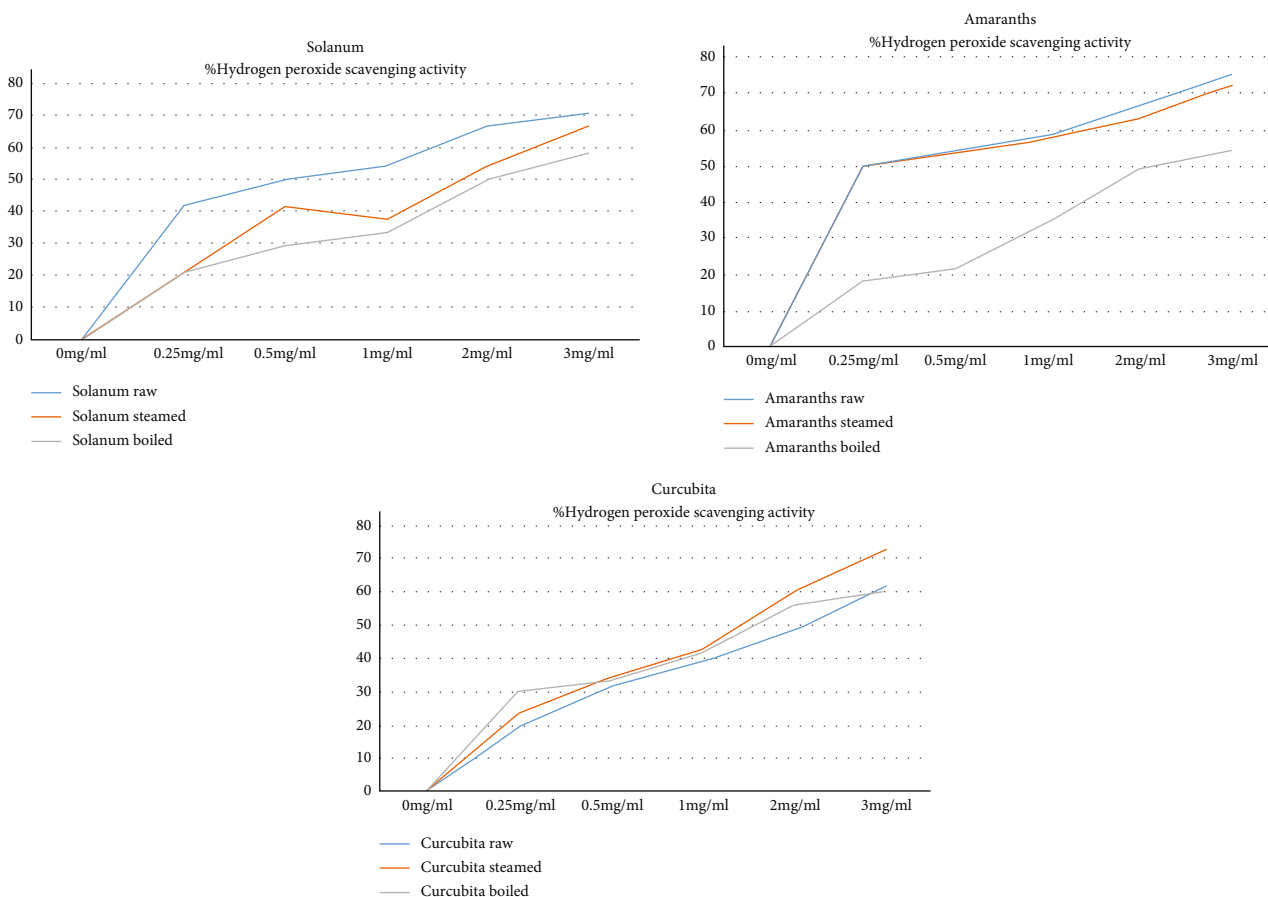 Solanum
%Hydrogen peroxide scavenging activity
80
70
60
50
40
30
20
10
0
0mg/ml 0.25mg/ml 0.5mg/ml 1mg/ml 2mg/ml 3mg/ml
Solanum raw
Solanum steamed
Solanum boiled
Amaranths
%Hydrogen peroxide scavenging activity
80
70
60
50
40
30
20
10
0
0mg/ml 0.25mg/ml 0.5mg/ml 1mg/ml 2mg/ml 3mg/ml
Amaranths raw
Amaranths steamed
Amaranths boiled
Curcubita
%Hydrogen peroxide scavenging activity
80
70
60
50
40
30
20
10
0
0mg/ml 0.25mg/ml 0.5mg/ml 1mg/ml 2mg/ml 3mg/ml
Curcubita raw
Curcubita steamed
Curcubita boiled